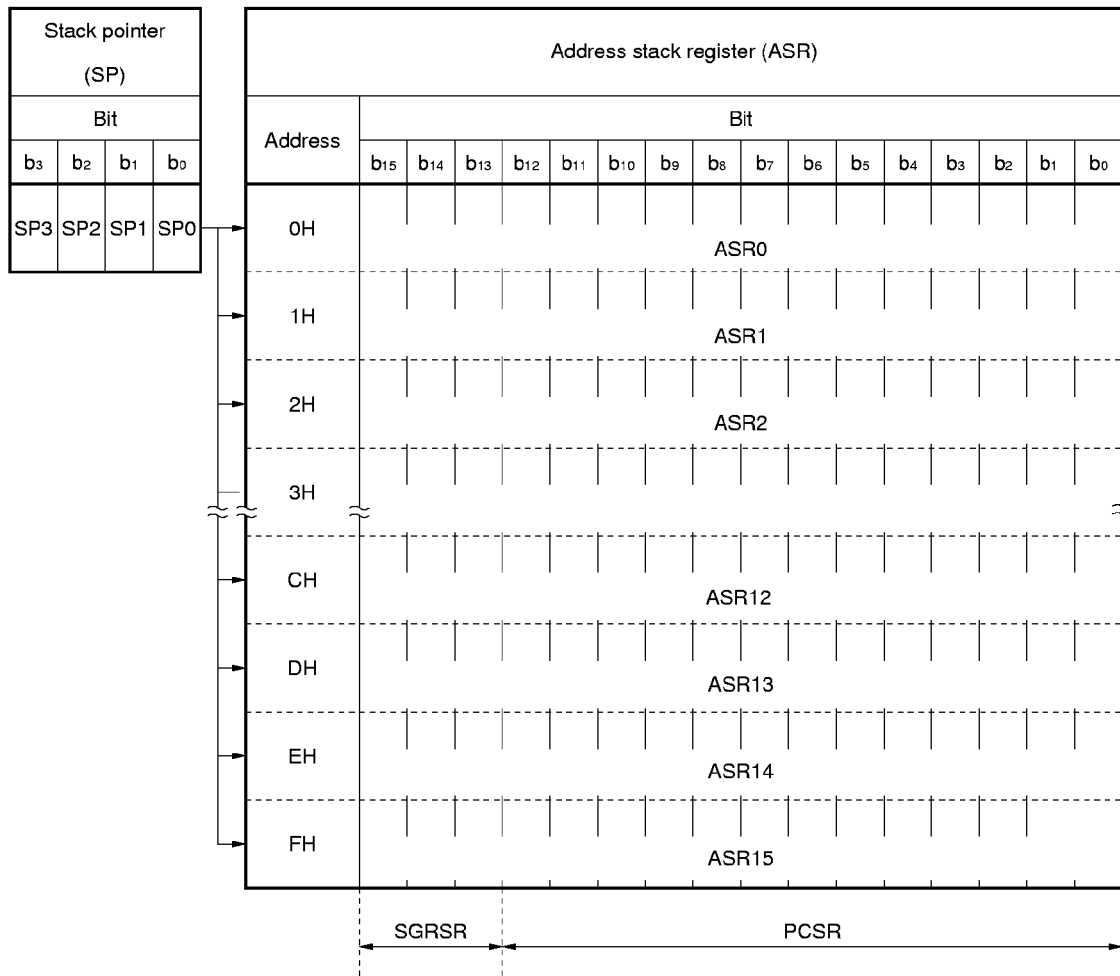 Stack pointer
(SP)
Bit
b3 b2 b1 b0
SP3 SP2 SP1 SP0
Address stack register (ASR)
Address
Bit
b15 b14 b13 b12 b11 b10 b9 b8 b7 b6 b5 b4 b3 b2 b1 b0
0H
ASR0
1H
ASR1
2H
ASR2
3H
CH
ASR12
DH
ASR13
EH
ASR14
FH
ASR15
SGRSR
PCSR